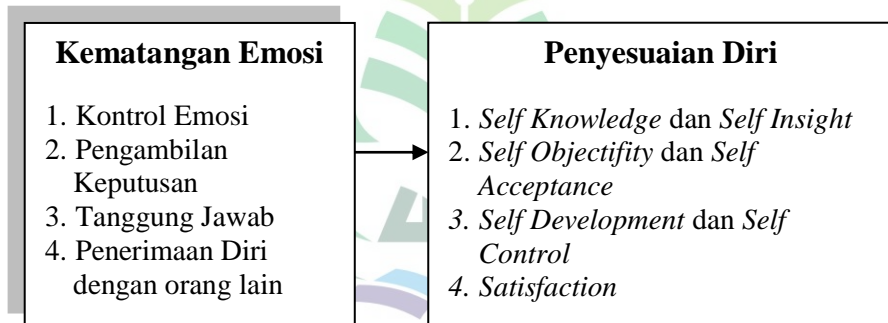 Kematangan Emosi
1. Kontrol Emosi
2. Pengambilan
Keputusan
3. Tanggung Jawab
4. Penerimaan Diri
dengan orang lain
Penyesuaian Diri
1. Self Knowledge dan Self Insight
2. Self Objectifity dan Self
Acceptance
3. Self Development dan Self
Control
4. Satisfaction